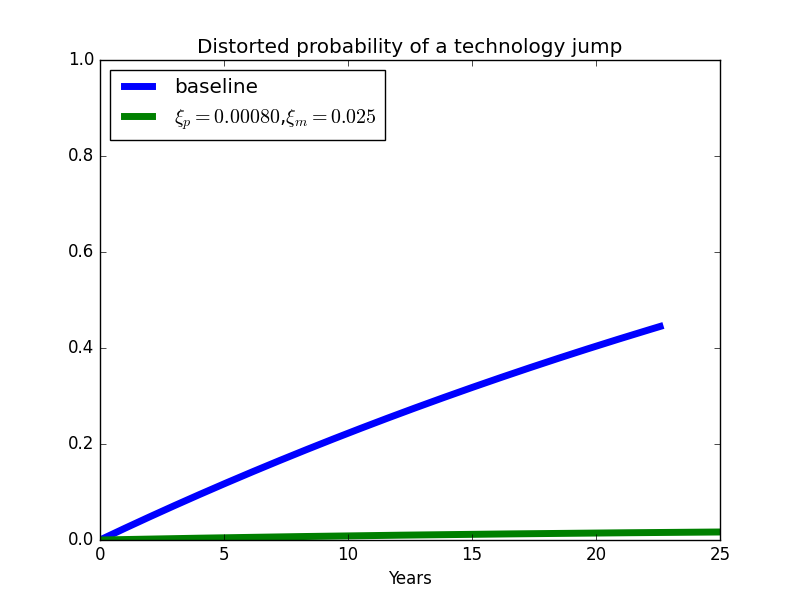 Distorted probability of a technology jump
baseline
ξp = 0.00080,ξm = 0.025
1.0
0.8
0.6
0.4
0.2
0.0
0 5 10 15 20 25
Years